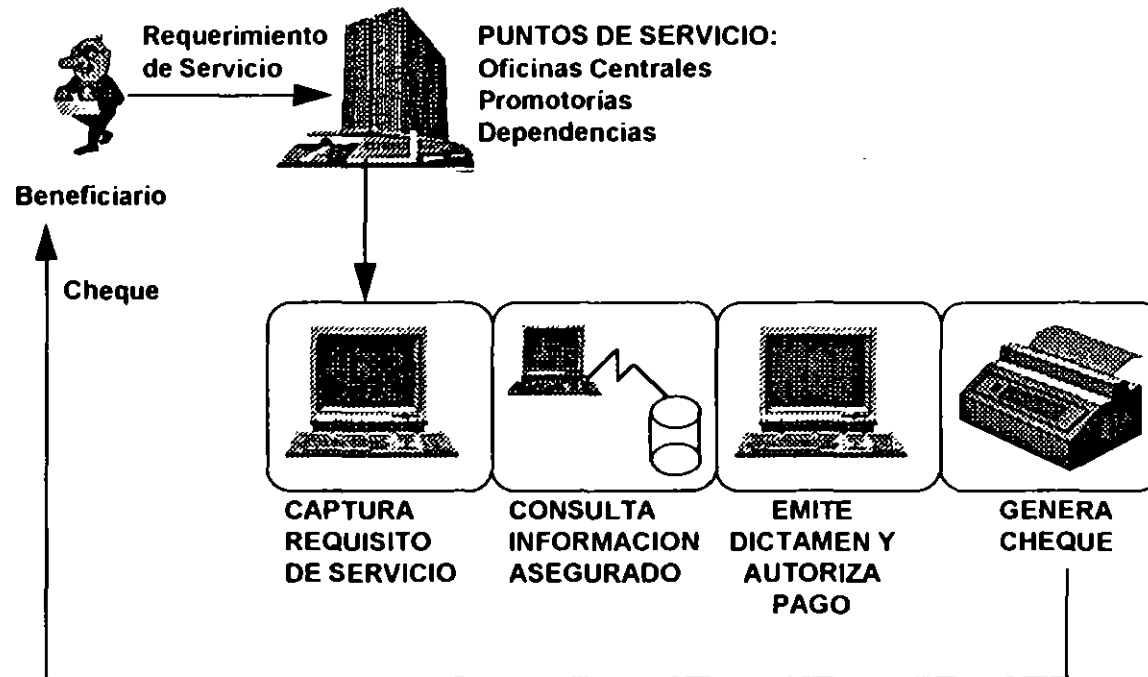 Requerimiento
de Servicio
PUNTOS DE SERVICIO:
Oficinas Centrales
Promotorías
Dependencias
Beneficiario
Cheque
CAPTURA
REQUISITO
DE SERVICIO
CONSULTA
INFORMACION
ASEGURADO
EMITE
DICTAMEN Y
AUTORIZA
PAGO
GENERA
CHEQUE